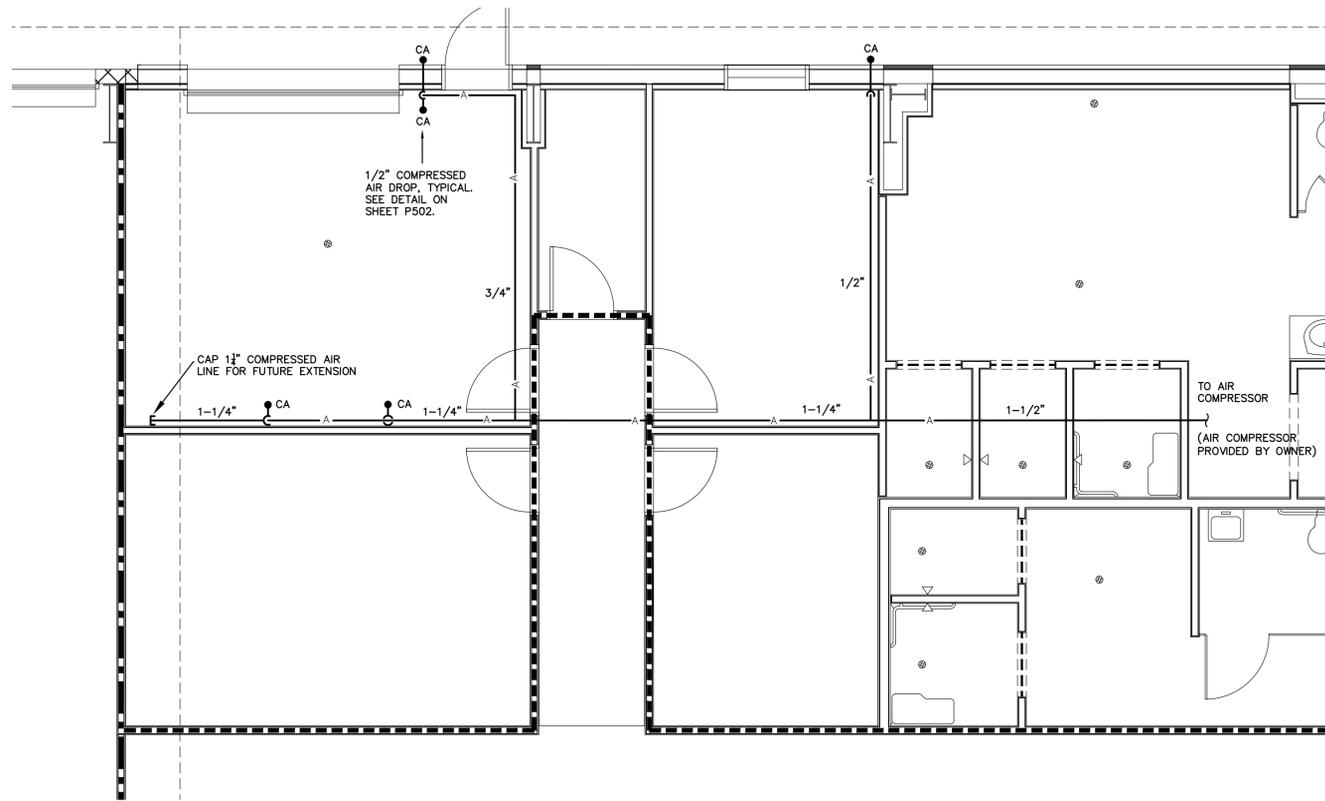 CA
CA
A
CA
1/2" COMPRESSED
AIR DROP, TYPICAL.
SEE DETAIL ON
SHEET P502.
A
A
3/4"
1/2"
CAP 1¼" COMPRESSED AIR
LINE FOR FUTURE EXTENSION
A
A
TO AIR
COMPRESSOR
CA
CA
1-1/4"
1-1/4"
1-1/4"
1-1/2"
A
A
A
A
A
(AIR COMPRESSOR
PROVIDED BY OWNER)